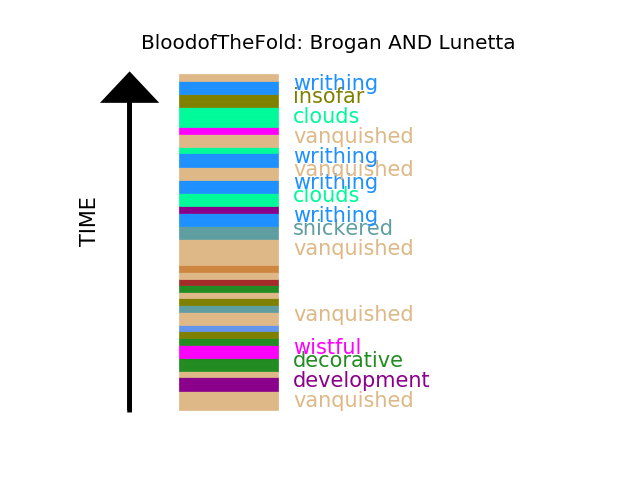 BloodofTheFold: Brogan AND Lunetta
writhing
insofar
clouds
vanquished
writhing
vanquished
writhing
clouds
writhing
snickered
vanquished
vanquished
wistful
decorative
development
vanquished
TIME